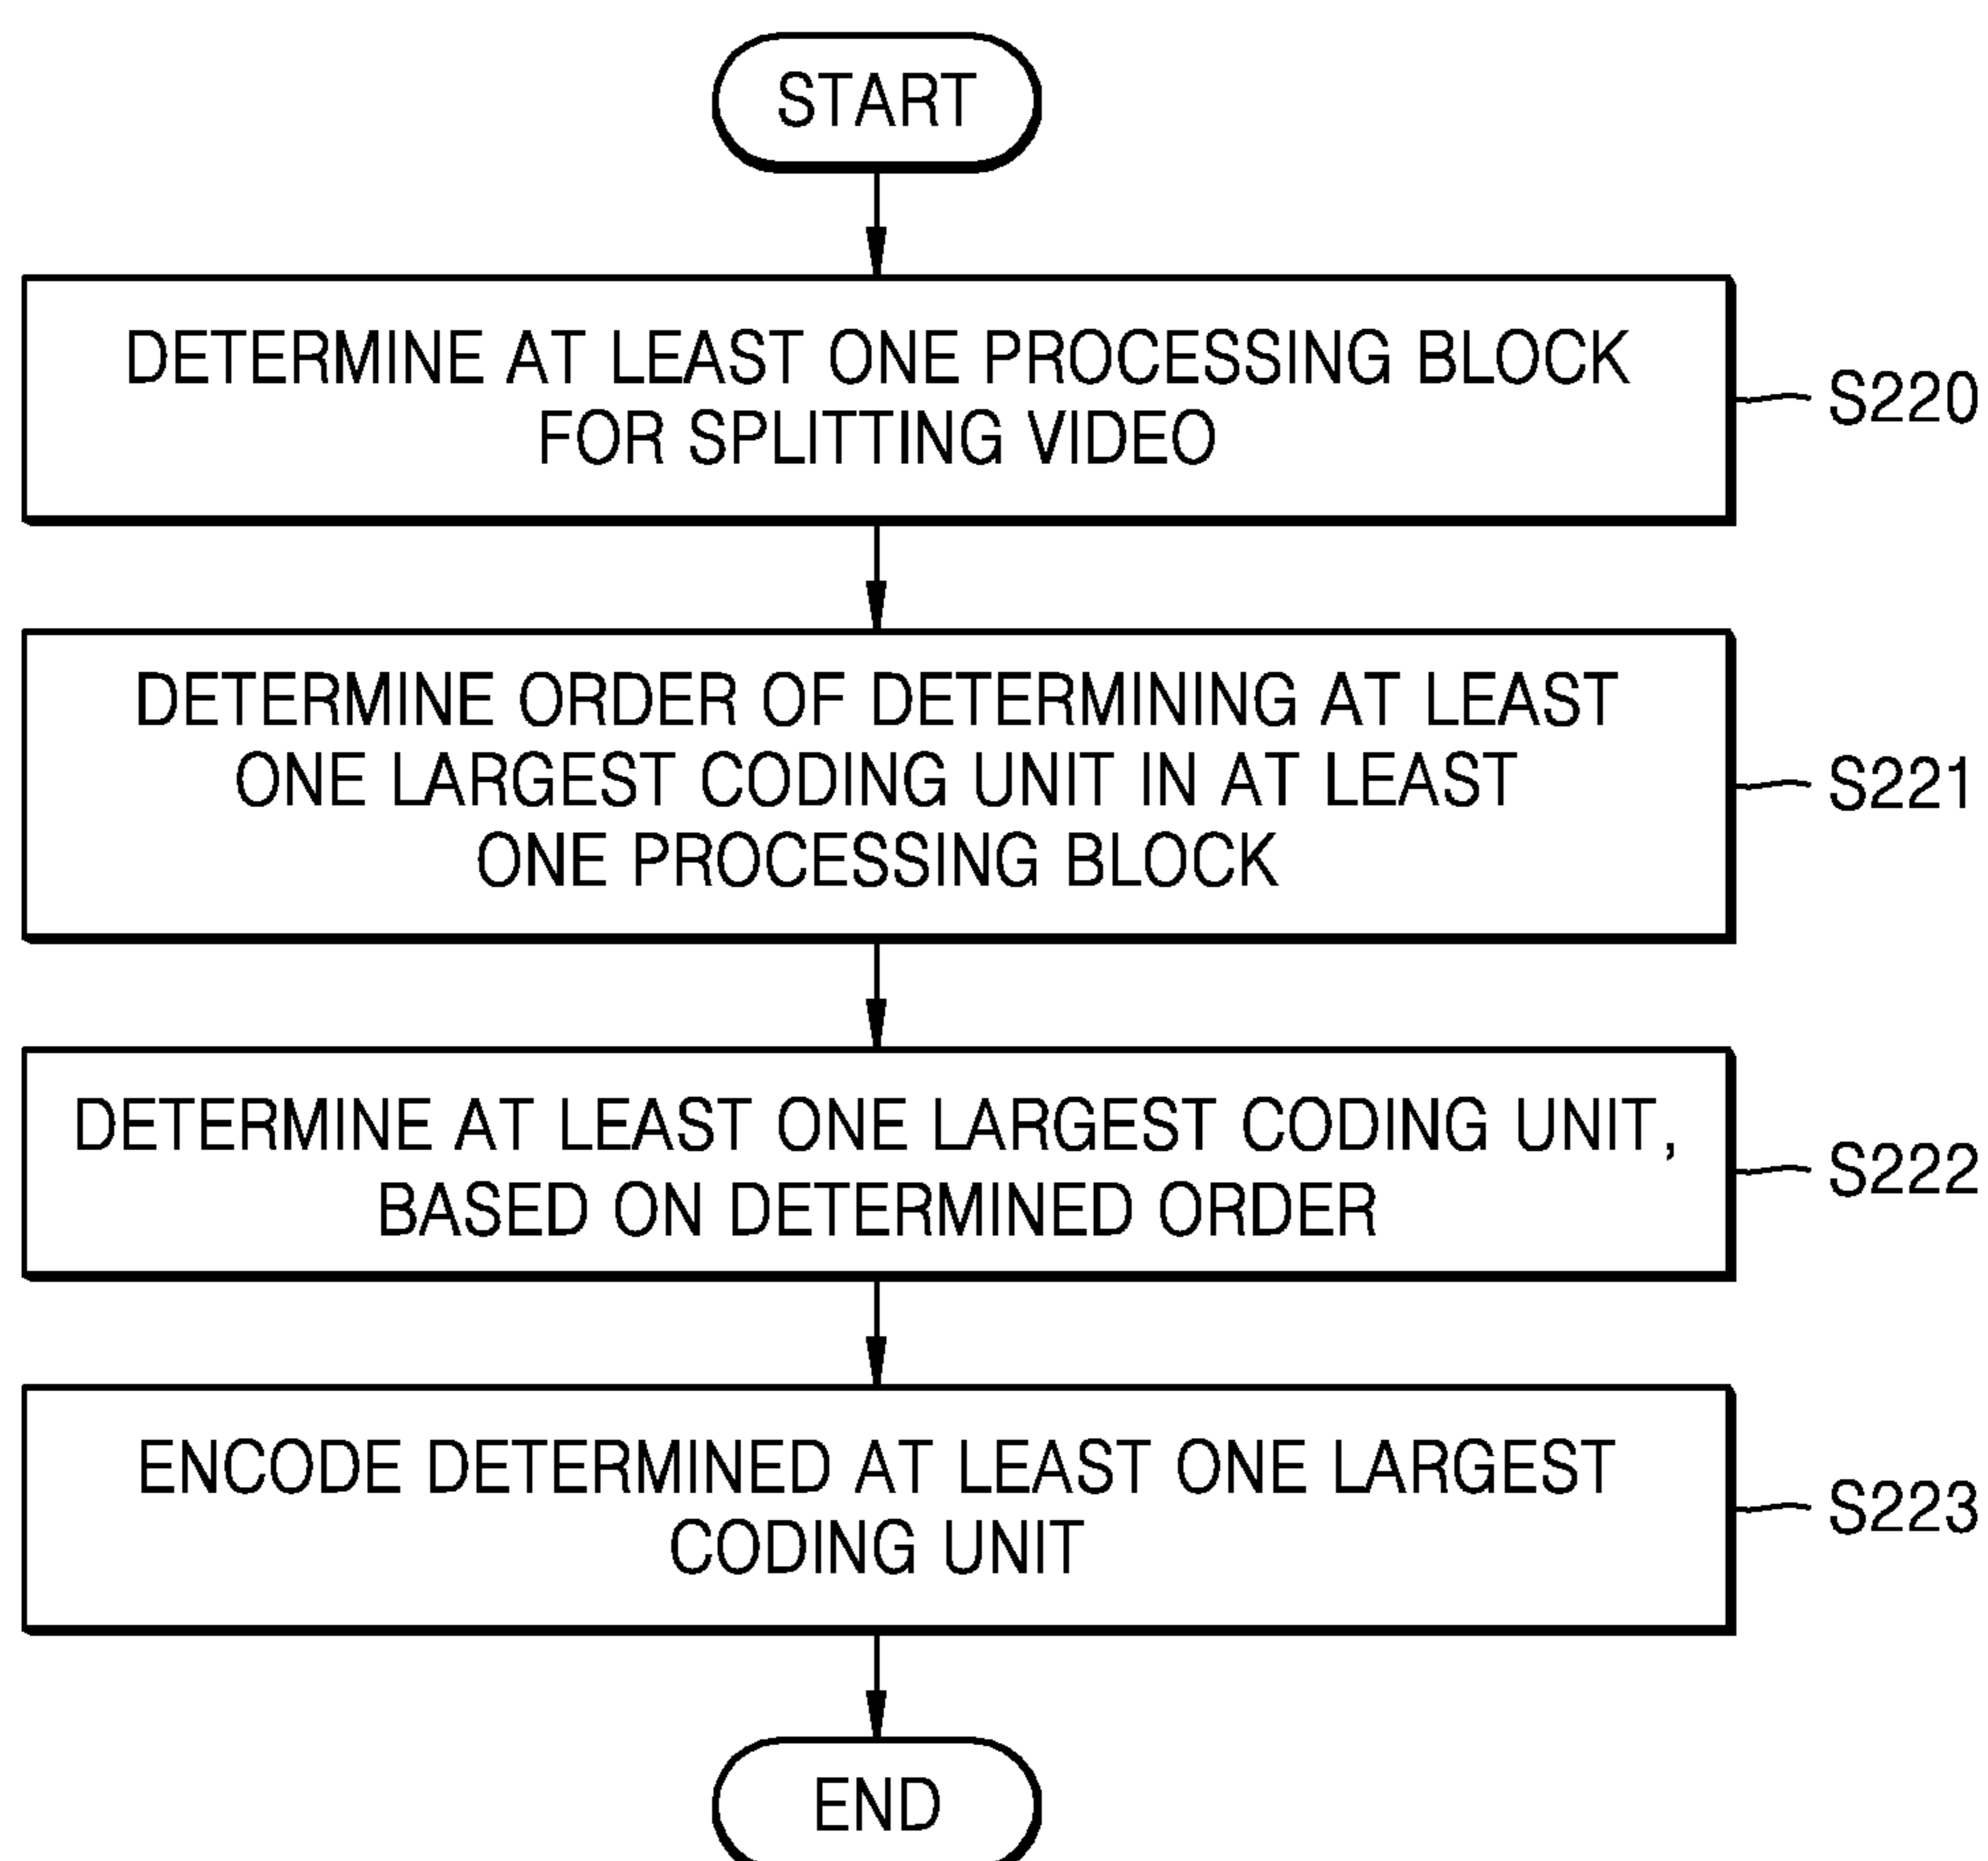 START
DETERMINE AT LEAST ONE PROCESSING BLOCK
FOR SPLITTING VIDEO
S220
DETERMINE ORDER OF DETERMINING AT LEAST
ONE LARGEST CODING UNIT IN AT LEAST
ONE PROCESSING BLOCK
S221
DETERMINE AT LEAST ONE LARGEST CODING UNIT,
BASED ON DETERMINED ORDER
S222
ENCODE DETERMINED AT LEAST ONE LARGEST
CODING UNIT
S223
END